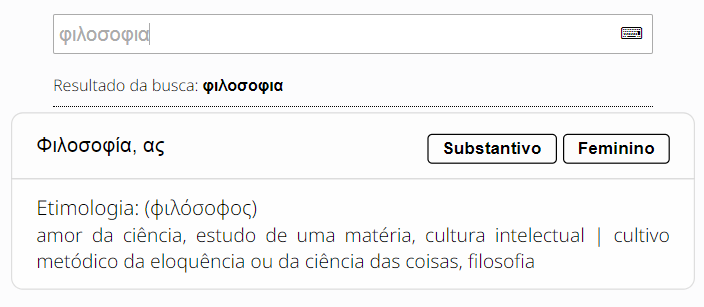 φιλοσοφια
Resultado da busca: φιλοσοφια
Φιλοσοφία, ας
Substantivo Feminino
Etimologia: (φιλόσοφος)
amor da ciência, estudo de uma matéria, cultura intelectual | cultivo
metódico da eloquência ou da ciência das coisas, filosofia